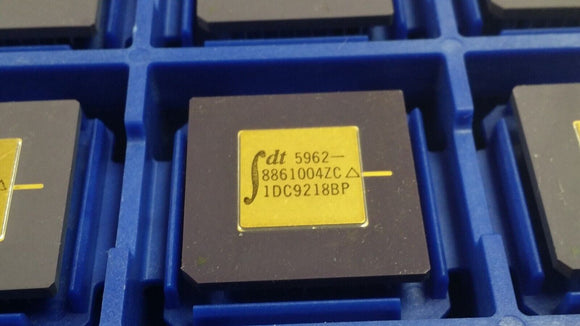 ∫dt 5962-
8861004ZC △
1DC9218BP